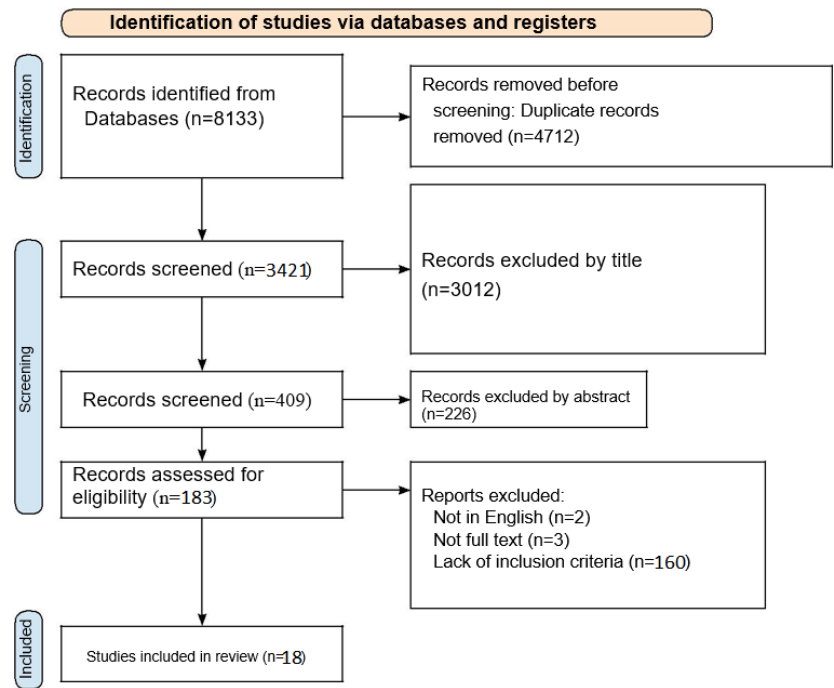 Identification of studies via databases and registers
Identification
Records identified from
Databases (n=8133)
Records removed before
screening: Duplicate records
removed (n=4712)
Screening
Records screened (n=3421)
Records excluded by title
(n=3012)
Records screened (n=409)
Records excluded by abstract
(n=226)
Records assessed for
eligibility (n=183)
Reports excluded:
Not in English (n=2)
Not full text (n=3)
Lack of inclusion criteria (n=160)
Included
Studies included in review (n=18)